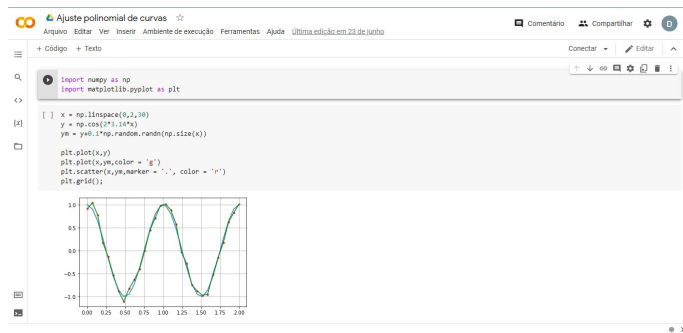 Ajuste polinomial de curvas
Comentário Compartilhar D
Arquivo Editar Ver Inserir Ambiente de execução Ferramentas Ajuda Última edição em 23 de junho
+ Código + Texto Conectar Editar
import numpy as np
import matplotlib.pyplot as plt
{x}
[ ] x = np.linspace(0,2,30)
y = np.cos(2*3.14*x)
ym = y+0.1*np.random.randn(np.size(x))
plt.plot(x,y)
plt.plot(x,ym,color = 'g')
plt.scatter(x,ym,marker = '.', color = 'r')
plt.grid();
1.0
0.5
0.0
−0.5
−1.0
0.00 0.25 0.50 0.75 1.00 1.25 1.50 1.75 2.00